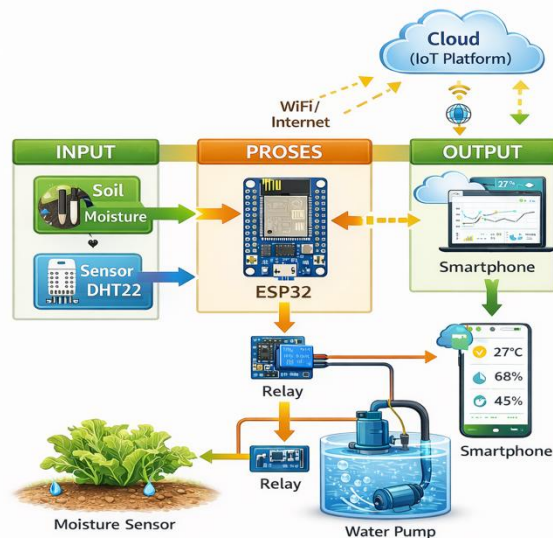 Cloud
(IoT Platform)
WiFi/
Internet
INPUT
PROSES
OUTPUT
Soil
Moisture
Sensor
DHT22
ESP32
27°
Smartphone
Relay
27°C
68%
45%
Smartphone
Relay
Moisture Sensor
Water Pump